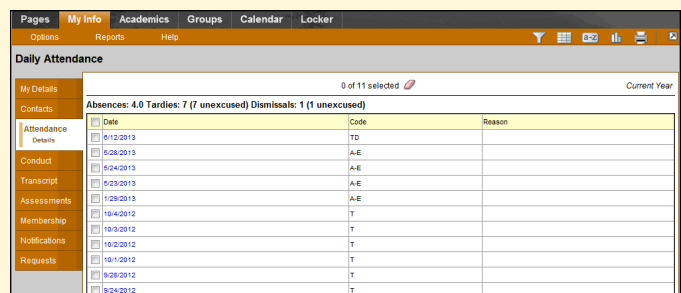 Pages My Info Academics Groups Calendar Locker
Options Reports Help a-z
Daily Attendance
0 of 11 selected Current Year
My Details
Contacts
Attendance
Details
Conduct
Transcript
Assessments
Membership
Notifications
Requests
Absences: 4.0 Tardies: 7 (7 unexcused) Dismissals: 1 (1 unexcused)
Date Code Reason
6/12/2013 TD
5/28/2013 A-E
5/24/2013 A-E
5/23/2013 A-E
1/29/2013 A-E
10/4/2012 T
10/3/2012 T
10/2/2012 T
10/1/2012 T
9/28/2012 T
9/24/2012 T